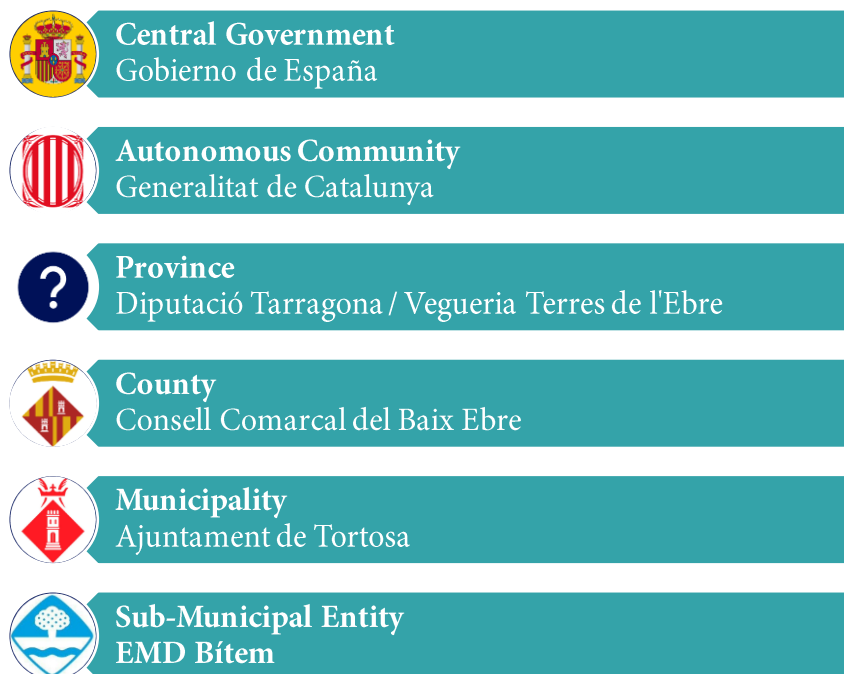 Central Government
Gobierno de España
Autonomous Community
Generalitat de Catalunya
?
Province
Diputació Tarragona / Vegueria Terres de l'Ebre
County
Consell Comarcal del Baix Ebre
Municipality
Ajuntament de Tortosa
Sub-Municipal Entity
EMD Bítem